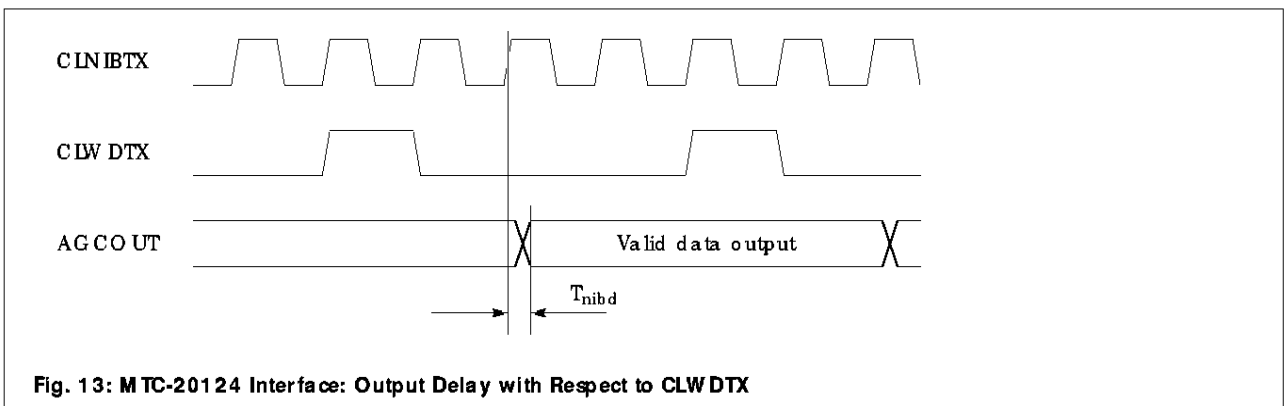 CLNIBTX
CLWDTX
AGCOUT
Valid data output
Tnibd
Fig. 13: MTC-20124 Interface: Output Delay with Respect to CLWDTX